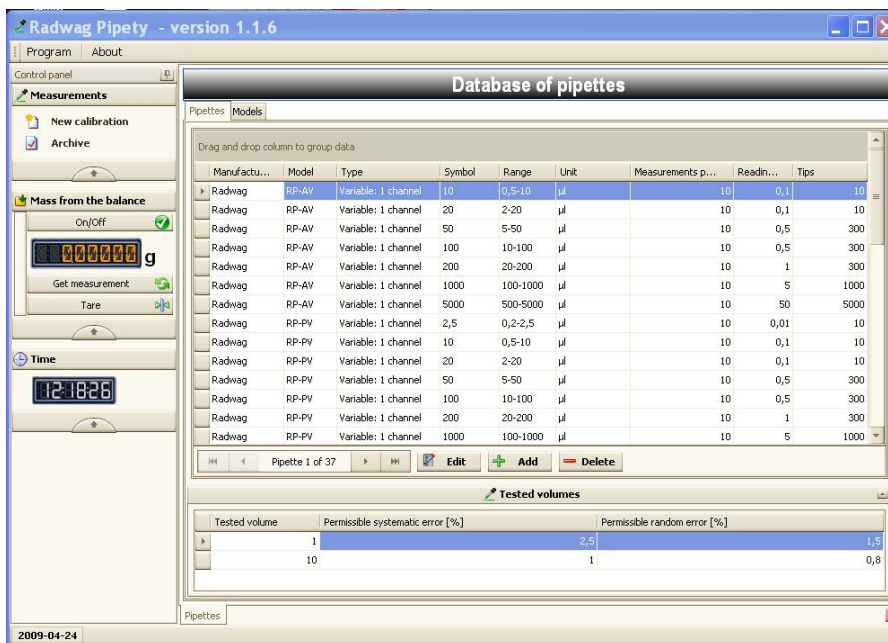 Radwag Pipety - version 1.1.6
Program About
Control panel
Measurements
New calibration
Archive
Mass from the balance
On/Off
g
Get measurement
Tare
Time
12:18:26
Database of pipettes
Pipettes Models
Drag and drop column to group data
Manufactu... Model Type Symbol Range Unit Measurements p... Readin... Tips
Radwag RP-AV Variable: 1 channel 10 0,5-10 µl 10 0,1 10
Radwag RP-AV Variable: 1 channel 20 2-20 µl 10 0,1 10
Radwag RP-AV Variable: 1 channel 50 5-50 µl 10 0,5 300
Radwag RP-AV Variable: 1 channel 100 10-100 µl 10 0,5 300
Radwag RP-AV Variable: 1 channel 200 20-200 µl 10 1 300
Radwag RP-AV Variable: 1 channel 1000 100-1000 µl 10 5 1000
Radwag RP-AV Variable: 1 channel 5000 500-5000 µl 10 50 5000
Radwag RP-PV Variable: 1 channel 2,5 0,2-2,5 µl 10 0,01 10
Radwag RP-PV Variable: 1 channel 10 0,5-10 µl 10 0,1 10
Radwag RP-PV Variable: 1 channel 20 2-20 µl 10 0,1 10
Radwag RP-PV Variable: 1 channel 50 5-50 µl 10 0,5 300
Radwag RP-PV Variable: 1 channel 100 10-100 µl 10 0,5 300
Radwag RP-PV Variable: 1 channel 200 20-200 µl 10 1 300
Radwag RP-PV Variable: 1 channel 1000 100-1000 µl 10 5 1000
Pipette 1 of 37 Edit Add Delete
Tested volumes
Tested volume Permissible systematic error [%] Permissible random error [%]
1 2,5 1,5
10 1 0,8
Pipettes
2009-04-24